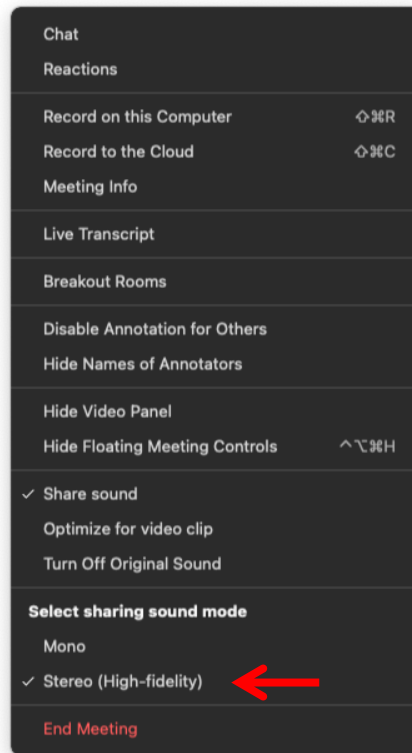 Chat
Reactions
Record on this Computer ⇧⌘R
Record to the Cloud ⇧⌘C
Meeting Info
Live Transcript
Breakout Rooms
Disable Annotation for Others
Hide Names of Annotators
Hide Video Panel
Hide Floating Meeting Controls ^⌥⌘H
✓ Share sound
Optimize for video clip
Turn Off Original Sound
Select sharing sound mode
Mono
✓ Stereo (High-fidelity)
End Meeting